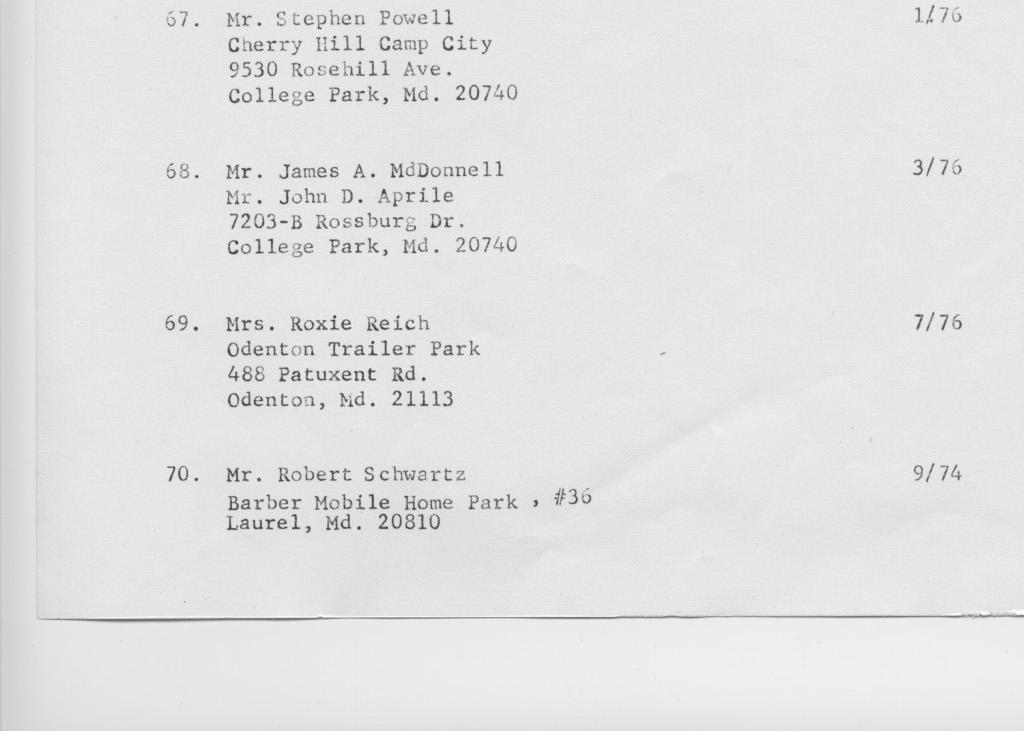 67. Mr. Stephen Powell 1/76
Cherry Hill Camp City
9530 Rosehill Ave.
College Park, Md. 20740
68. Mr. James A. MdDonnell 3/76
Mr. John D. Aprile
7203-B Rossburg Dr.
College Park, Md. 20740
69. Mrs. Roxie Reich 7/76
Odenton Trailer Park
488 Patuxent Rd.
Odenton, Md. 21113
70. Mr. Robert Schwartz 9/74
Barber Mobile Home Park , #36
Laurel, Md. 20810